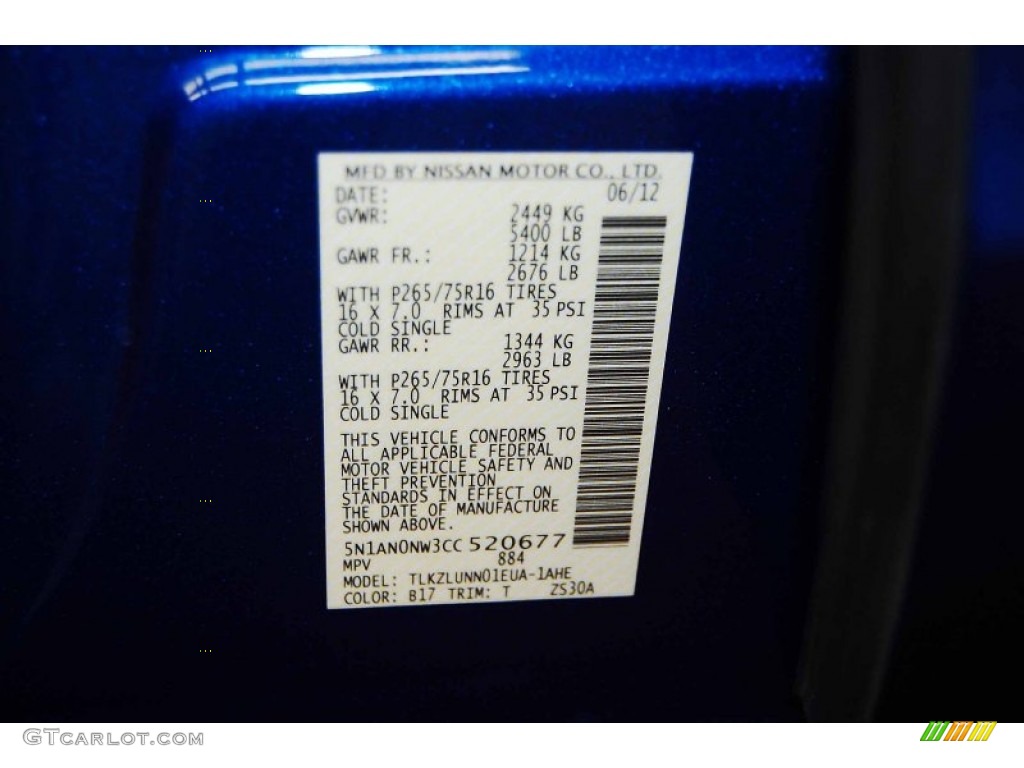 MFD BY NISSAN MOTOR CO., LTD.
DATE: 06/12
GVWR: 2449 KG
5400 LB
GAWR FR.: 1214 KG
2676 LB
WITH P265/75R16 TIRES
16 X 7.0 RIMS AT 35 PSI
COLD SINGLE
GAWR RR.: 1344 KG
2963 LB
WITH P265/75R16 TIRES
16 X 7.0 RIMS AT 35 PSI
COLD SINGLE
THIS VEHICLE CONFORMS TO
ALL APPLICABLE FEDERAL
MOTOR VEHICLE SAFETY AND
THEFT PREVENTION
STANDARDS IN EFFECT ON
THE DATE OF MANUFACTURE
SHOWN ABOVE.
5N1AN0NW3CC 520677
MPV 884
MODEL: TLKZLUNN01EUA-1AHE
COLOR: B17 TRIM: T ZS30A
GTCARLOT.COM